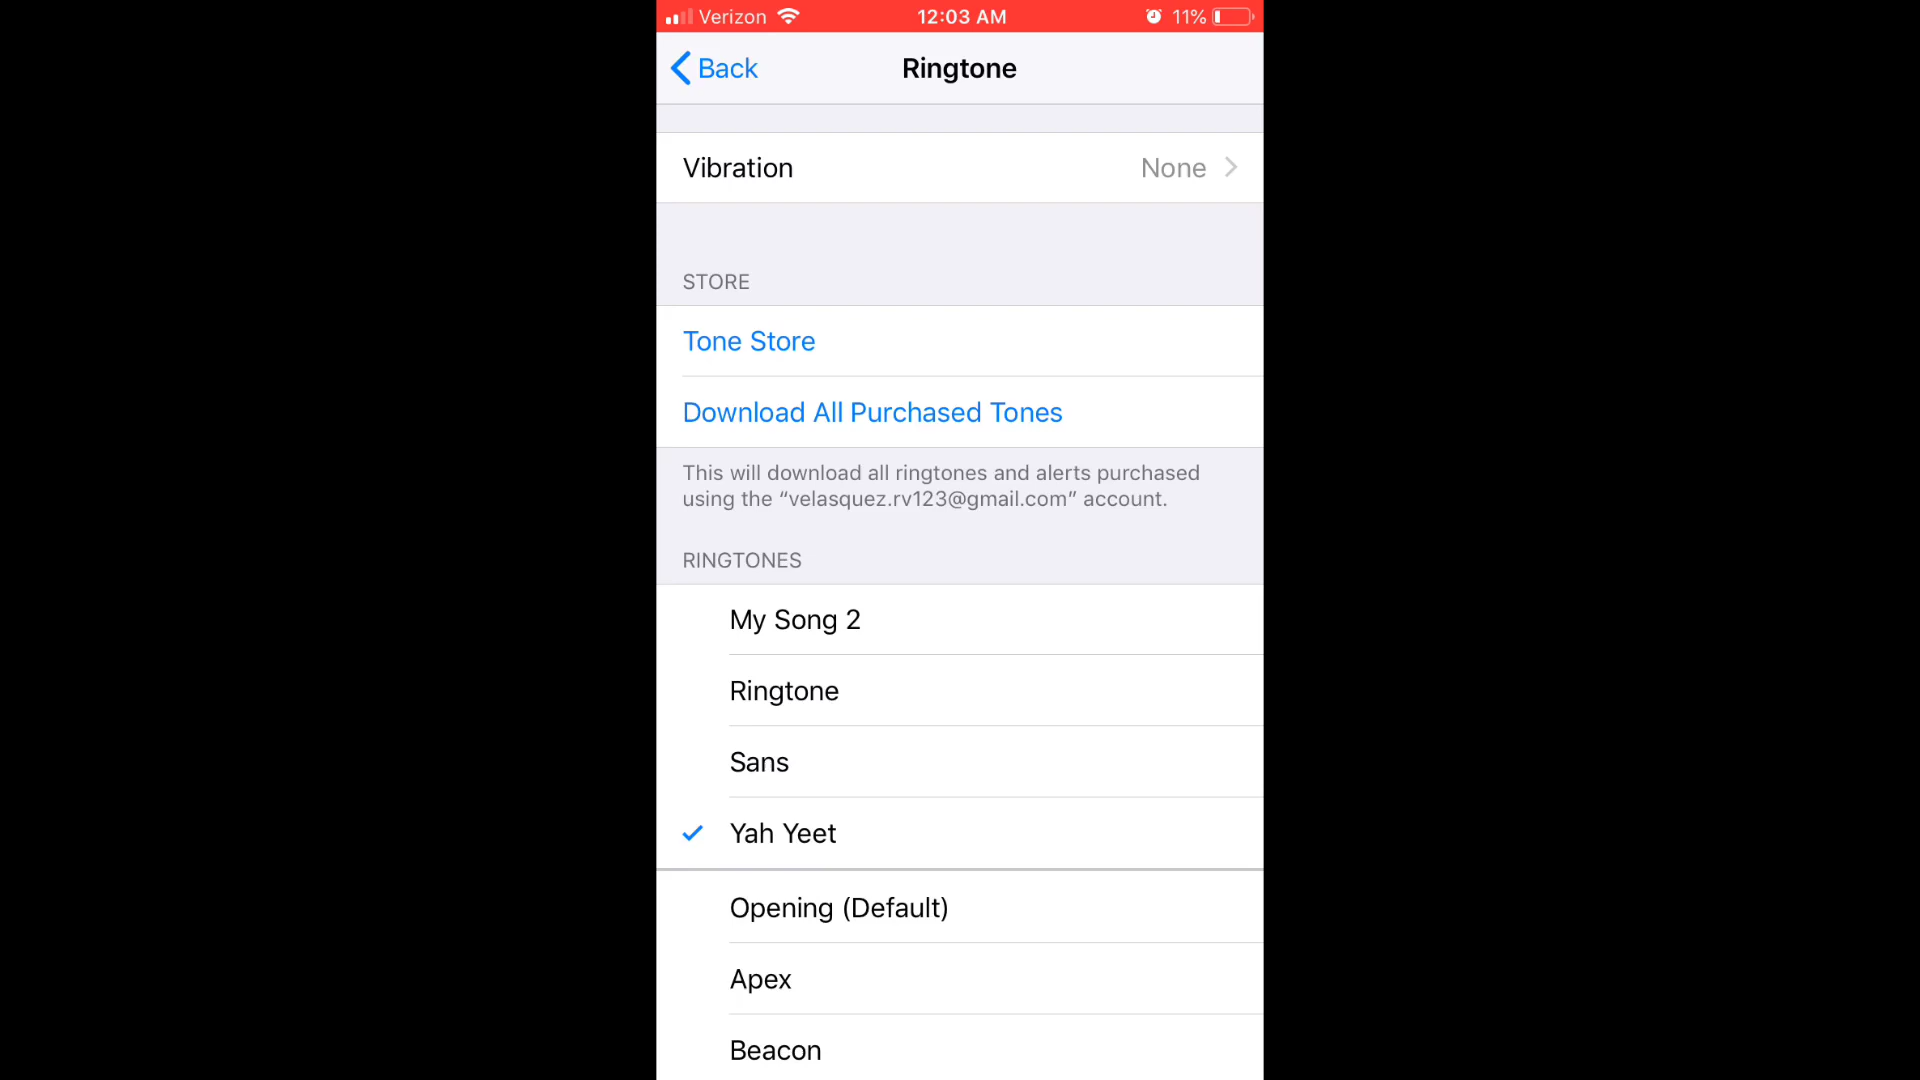 Verizon 12:03 AM 11%
Back Ringtone
Vibration None
STORE
Tone Store
Download All Purchased Tones
This will download all ringtones and alerts purchased
using the “velasquez.rv123@gmail.com” account.
RINGTONES
My Song 2
Ringtone
Sans
Yah Yeet
Opening (Default)
Apex
Beacon